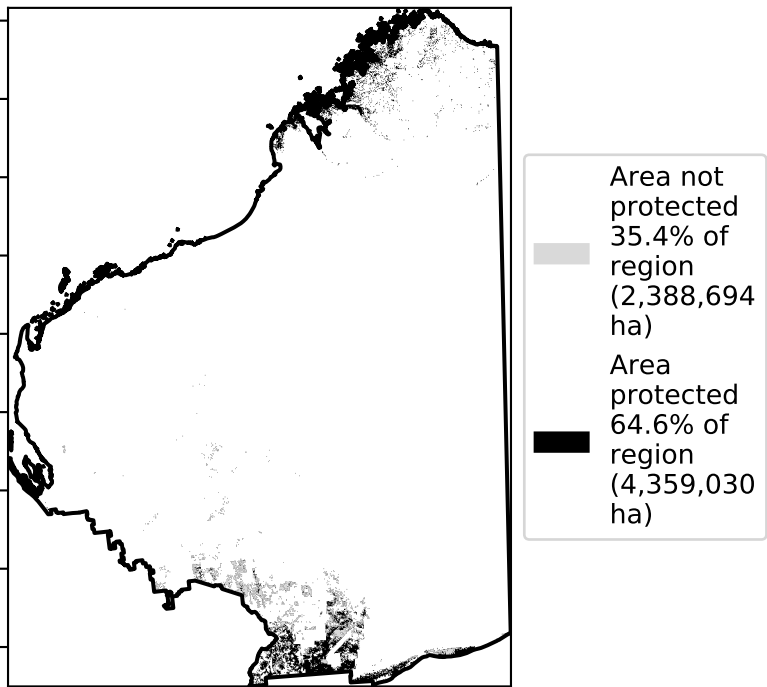 Area not
protected
35.4% of
region
(2,388,694
ha)
Area
protected
64.6% of
region
(4,359,030
ha)